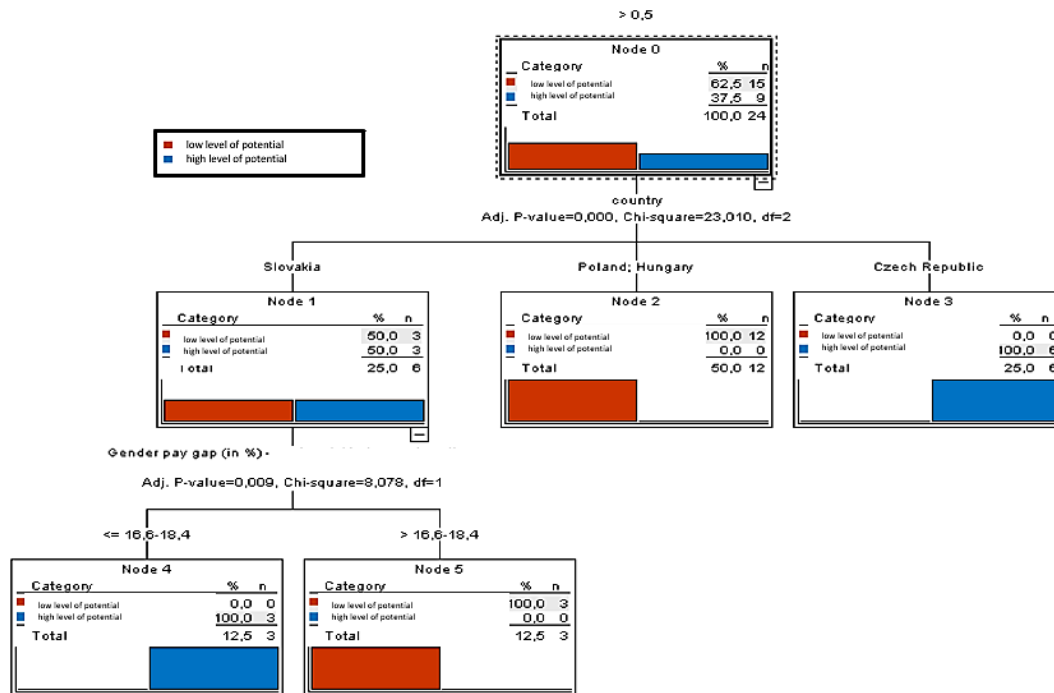 > 0,5
Node 0
Category % n
low level of potential 62,5 15
high level of potential 37,5 9
Total 100,0 24
low level of potential
high level of potential
country
Adj. P-value=0,000, Chi-square=23,010, df=2
Slovakia
Poland; Hungary
Czech Republic
Node 1
Category % n
low level of potential 50,0 3
high level of potential 50,0 3
Total 25,0 6
Node 2
Category % n
low level of potential 100,0 12
high level of potential 0,0 0
Total 50,0 12
Node 3
Category % n
low level of potential 0,0 0
high level of potential 100,0 6
Total 25,0 6
Gender pay gap (in %) -
Adj. P-value=0,009, Chi-square=8,078, df=1
<= 16,6-18,4
> 16,6-18,4
Node 4
Category % n
low level of potential 0,0 0
high level of potential 100,0 3
Total 12,5 3
Node 5
Category % n
low level of potential 100,0 3
high level of potential 0,0 0
Total 12,5 3